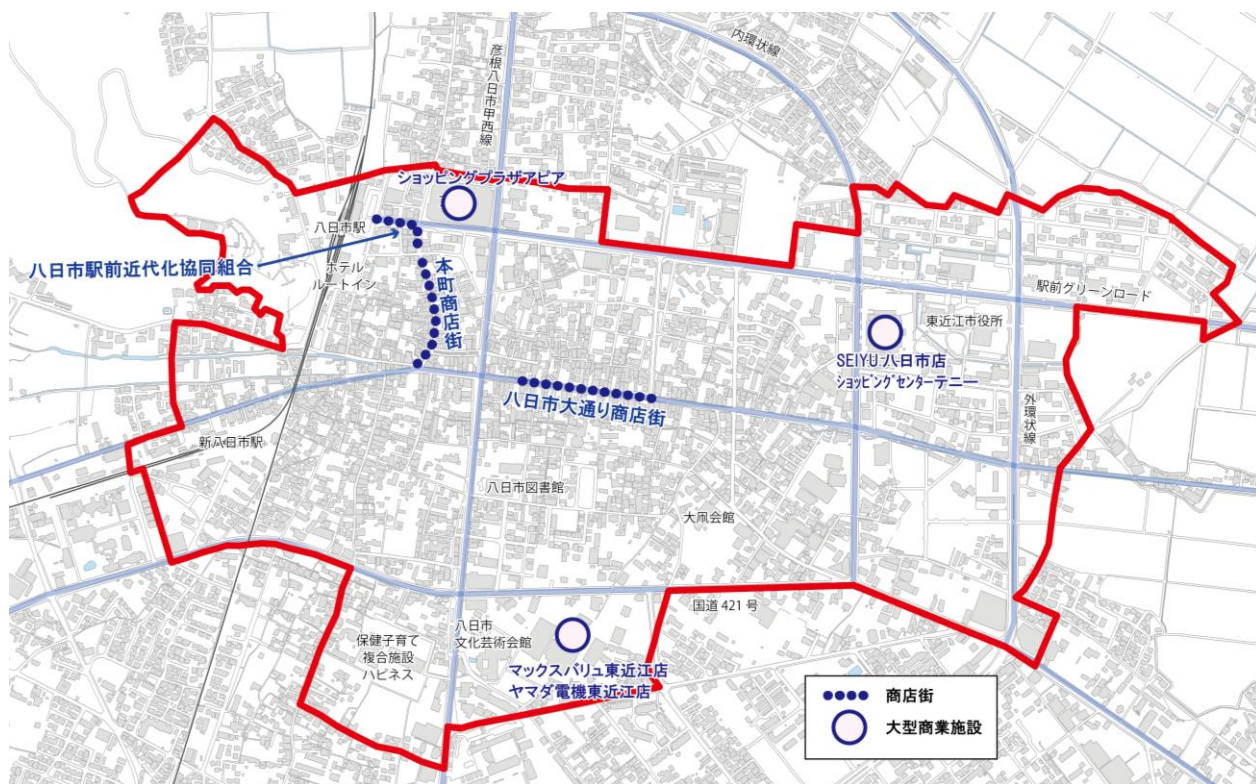 内環状線
彦根八日市甲西線
ショッピングプラザアピア
八日市駅
八日市駅前近代化協同組合
ホテル
ルートイン
本町商店街
駅前グリーンロード
東近江市役所
SEIYU 八日市店
ショッピングセンターテニー
八日市大通り商店街
外環状線
新八日市駅
八日市図書館
大凧会館
国道 421 号
八日市
文化芸術会館
保健子育て
複合施設
ハピネス
マックスバリュ東近江店
ヤマダ電機東近江店
商店街
大型商業施設